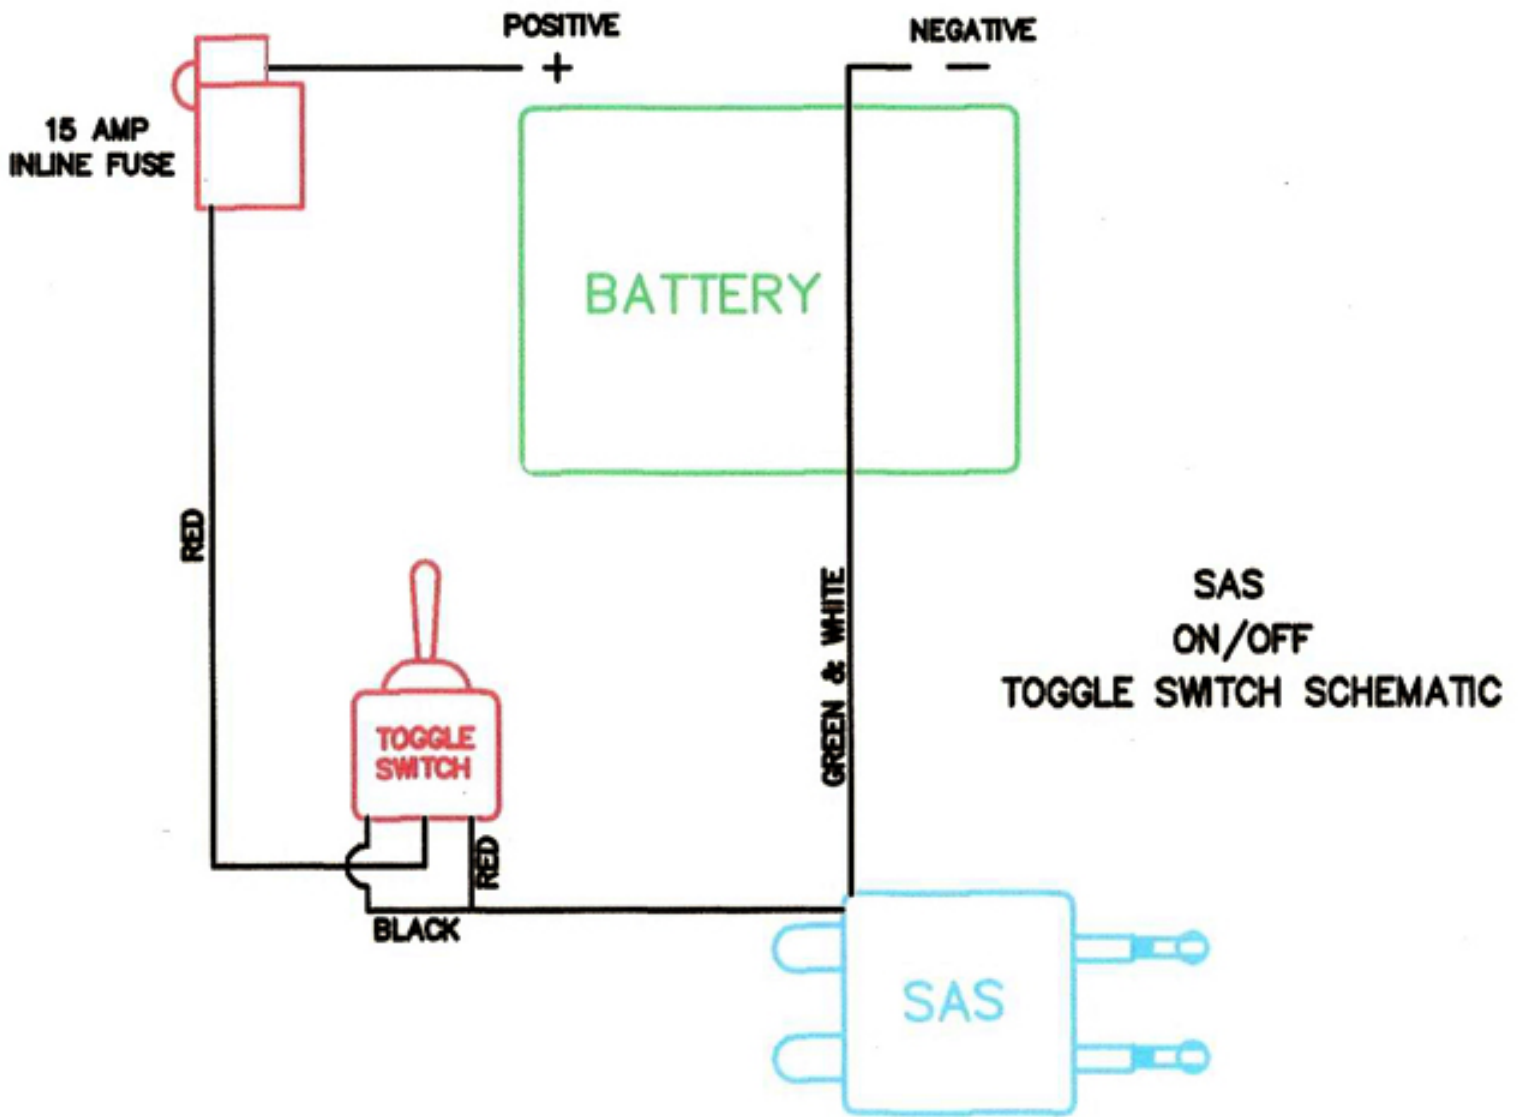 POSITIVE
+
NEGATIVE
—
15 AMP
INLINE FUSE
BATTERY
RED
GREEN & WHITE
SAS
ON/OFF
TOGGLE SWITCH SCHEMATIC
TOGGLE
SWITCH
RED
BLACK
SAS